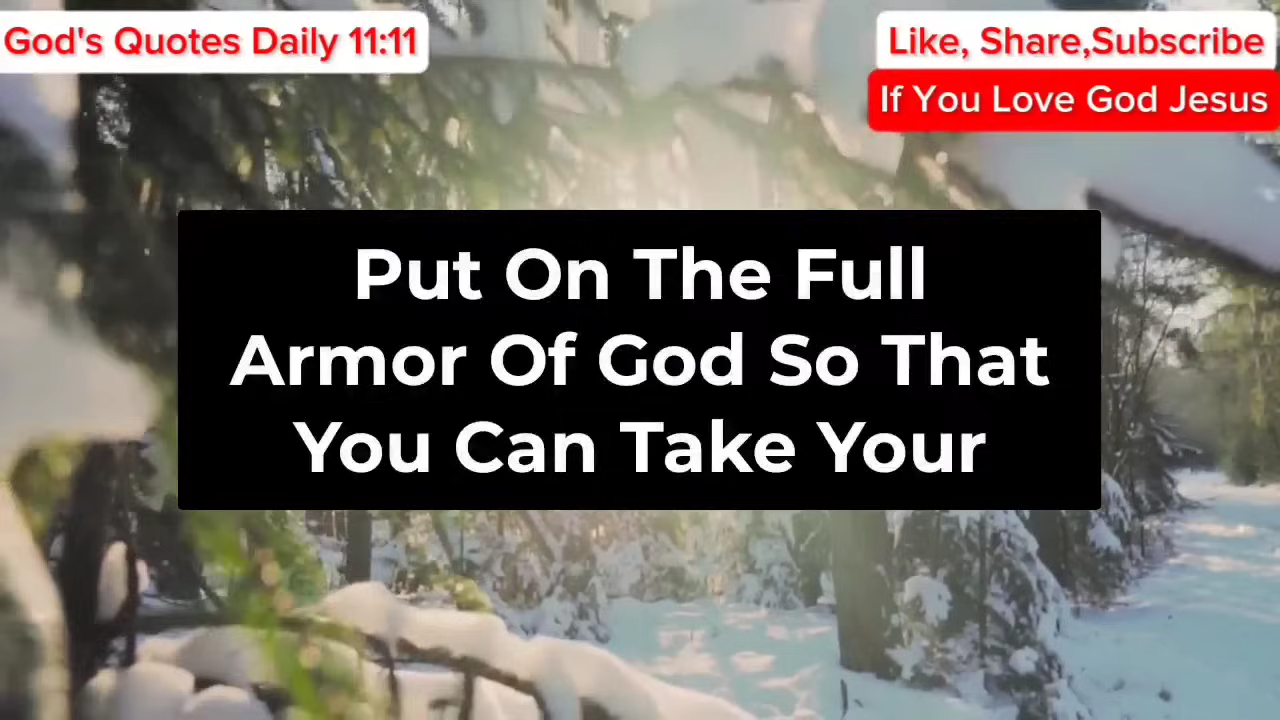 God's Quotes Daily 11:11
Like, Share,Subscribe
If You Love God Jesus
Put On The Full
Armor Of God So That
You Can Take Your